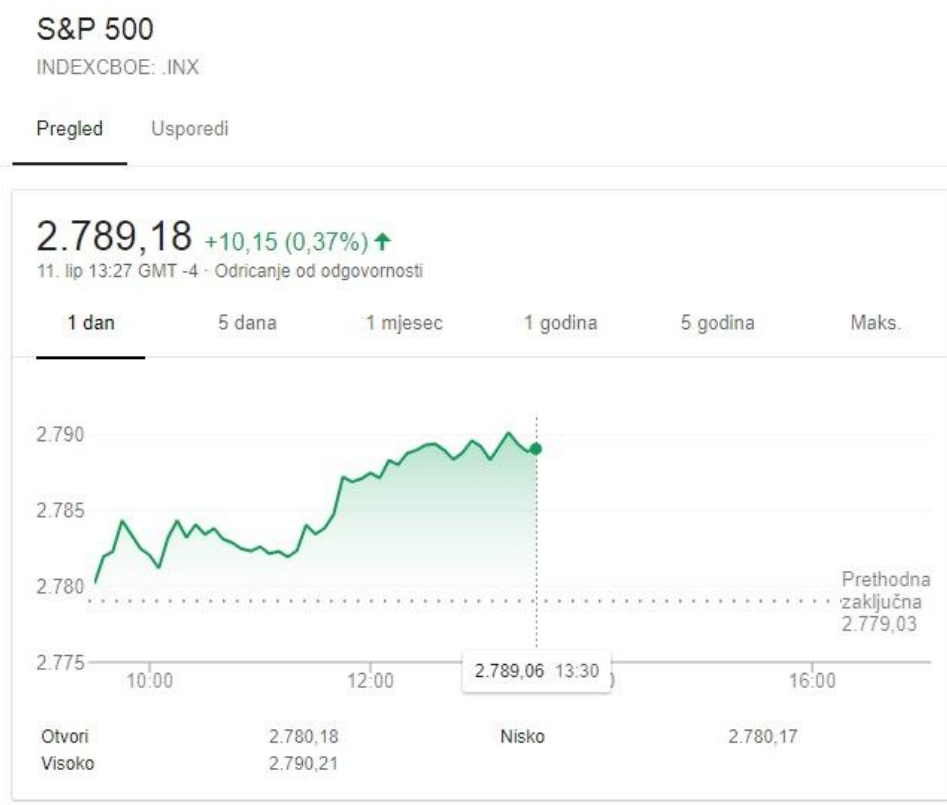 S&P 500
INDEXCBOE: .INX
Pregled Usporedi
2.789,18 +10,15 (0,37%) ↑
11. lip 13:27 GMT -4 · Odricanje od odgovornosti
1 dan 5 dana 1 mjesec 1 godina 5 godina Maks.
2.790
2.785
2.780
Prethodna
zaključna
2.779,03
2.775
10:00 12:00 2.789,06 13:30 16:00
Otvori 2.780,18 Nisko 2.780,17
Visoko 2.790,21